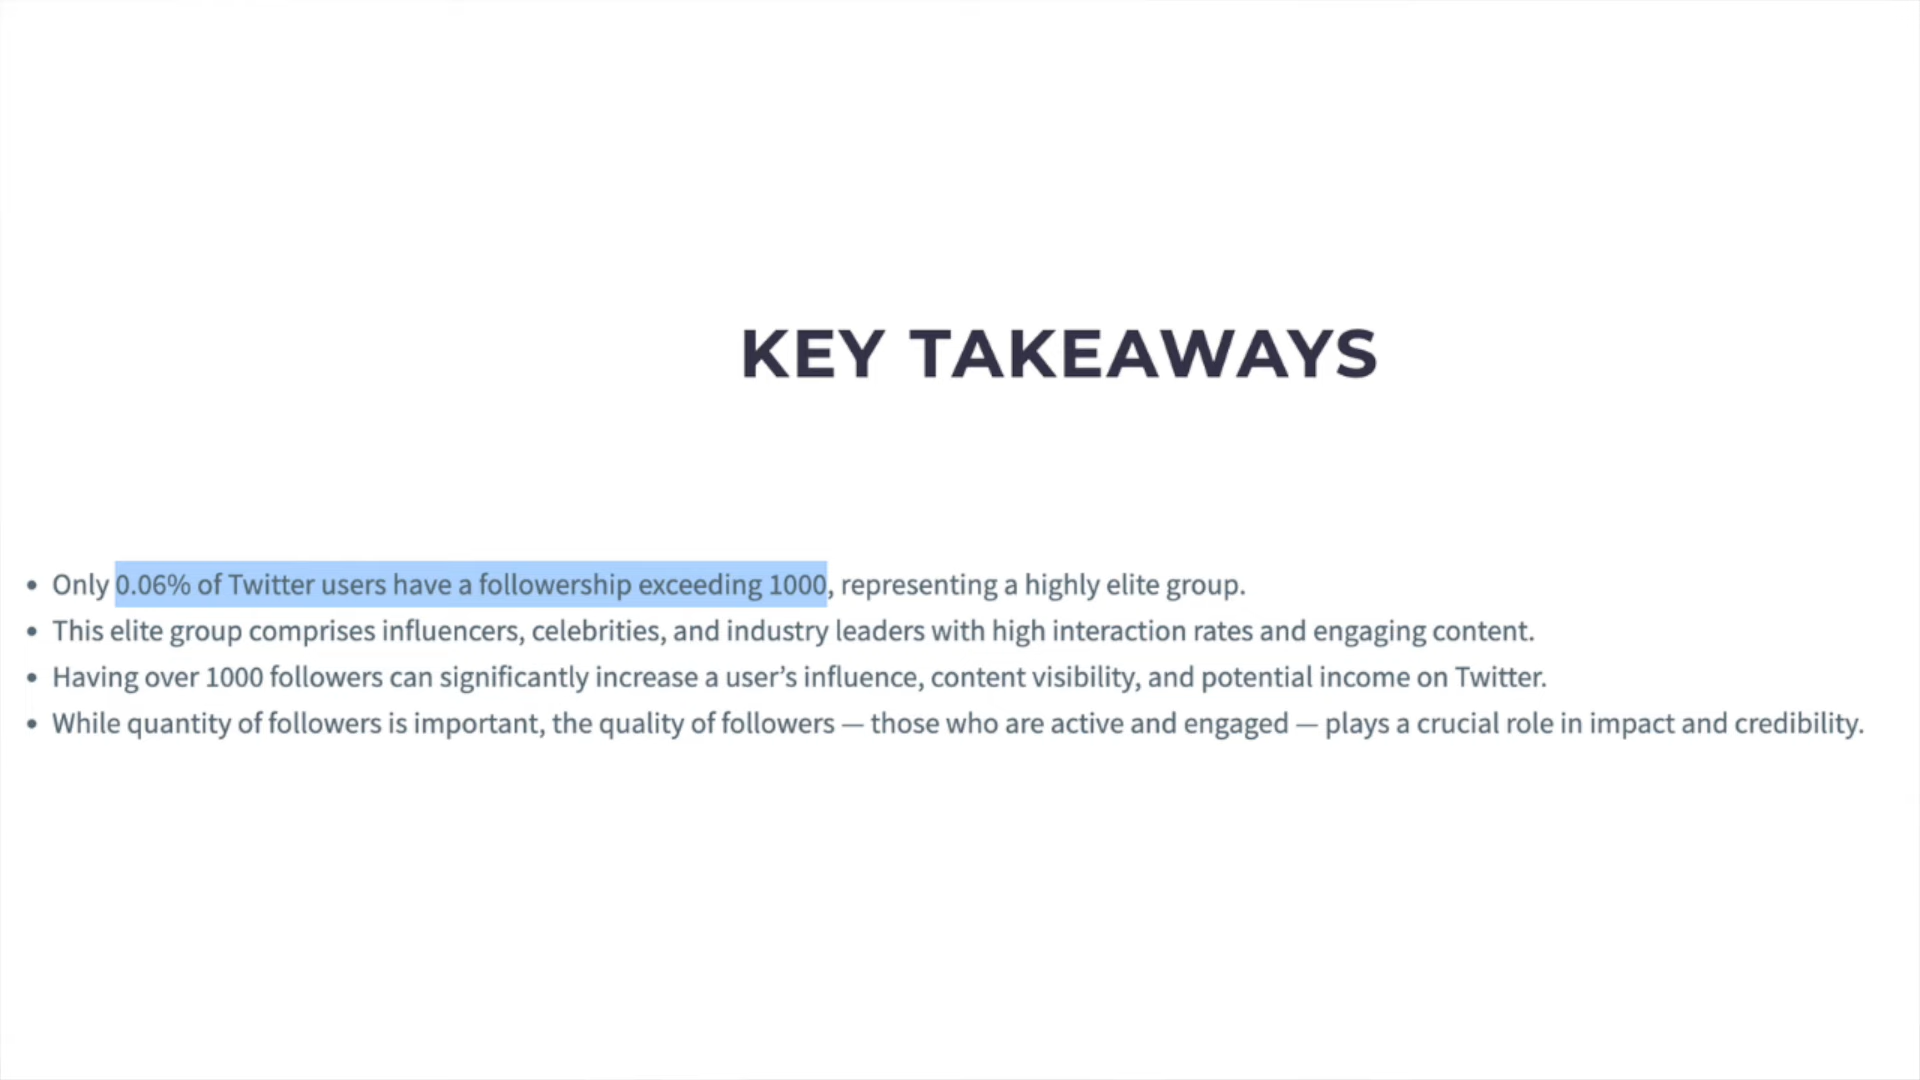 KEY TAKEAWAYS
• Only 0.06% of Twitter users have a followership exceeding 1000, representing a highly elite group.
• This elite group comprises influencers, celebrities, and industry leaders with high interaction rates and engaging content.
• Having over 1000 followers can significantly increase a user’s influence, content visibility, and potential income on Twitter.
• While quantity of followers is important, the quality of followers — those who are active and engaged — plays a crucial role in impact and credibility.